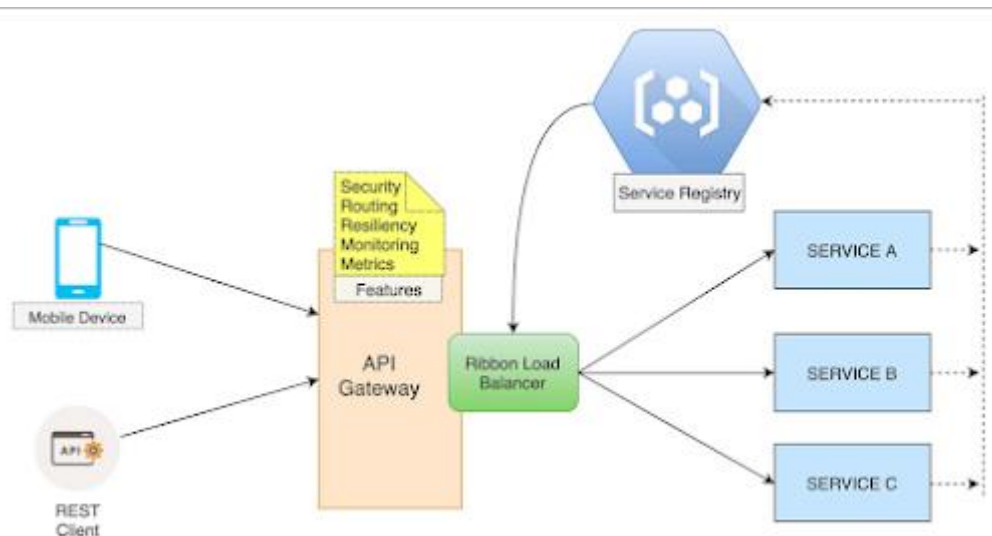 Service Registry
Security
Routing
Resiliency
Monitoring
Metrics
Features
Mobile Device
API
Gateway
Ribbon Load
Balancer
SERVICE A
SERVICE B
SERVICE C
API
REST
Client